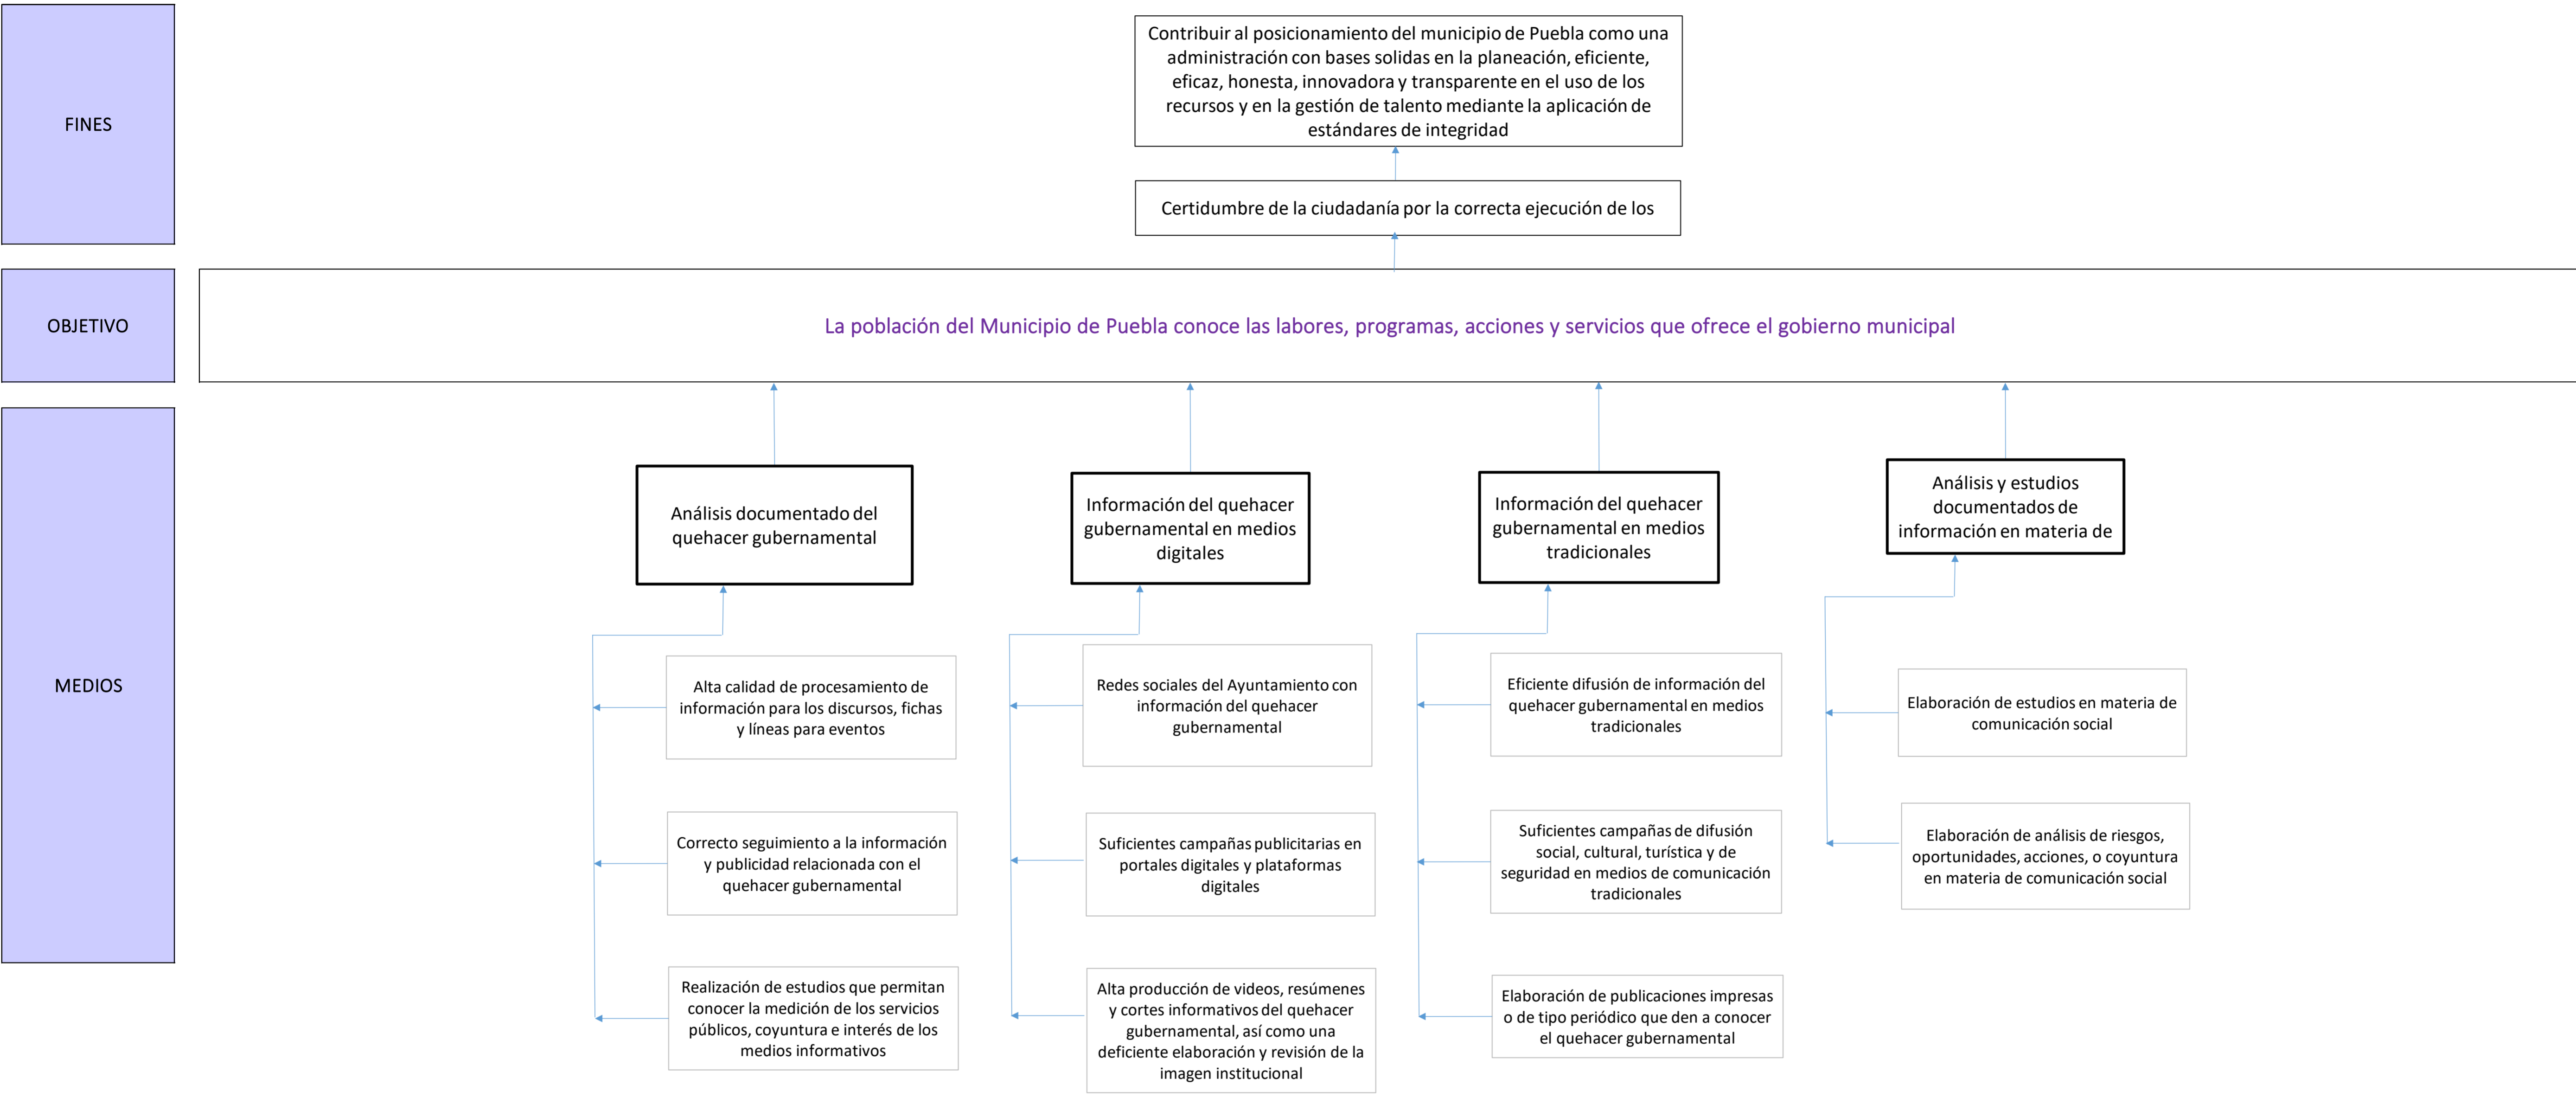 FINES
Contribuir al posicionamiento del municipio de Puebla como una
administración con bases solidas en la planeación, eficiente,
eficaz, honesta, innovadora y transparente en el uso de los
recursos y en la gestión de talento mediante la aplicación de
estándares de integridad
Certidumbre de la ciudadanía por la correcta ejecución de los
OBJETIVO
La población del Municipio de Puebla conoce las labores, programas, acciones y servicios que ofrece el gobierno municipal
MEDIOS
Análisis documentado del
quehacer gubernamental
Alta calidad de procesamiento de
información para los discursos, fichas
y líneas para eventos
Correcto seguimiento a la información
y publicidad relacionada con el
quehacer gubernamental
Realización de estudios que permitan
conocer la medición de los servicios
públicos, coyuntura e interés de los
medios informativos
Información del quehacer
gubernamental en medios
digitales
Redes sociales del Ayuntamiento con
información del quehacer
gubernamental
Suficientes campañas publicitarias en
portales digitales y plataformas
digitales
Alta producción de videos, resúmenes
y cortes informativos del quehacer
gubernamental, así como una
deficiente elaboración y revisión de la
imagen institucional
Información del quehacer
gubernamental en medios
tradicionales
Eficiente difusión de información del
quehacer gubernamental en medios
tradicionales
Suficientes campañas de difusión
social, cultural, turística y de
seguridad en medios de comunicación
tradicionales
Elaboración de publicaciones impresas
o de tipo periódico que den a conocer
el quehacer gubernamental
Análisis y estudios
documentados de
información en materia de
Elaboración de estudios en materia de
comunicación social
Elaboración de análisis de riesgos,
oportunidades, acciones, o coyuntura
en materia de comunicación social